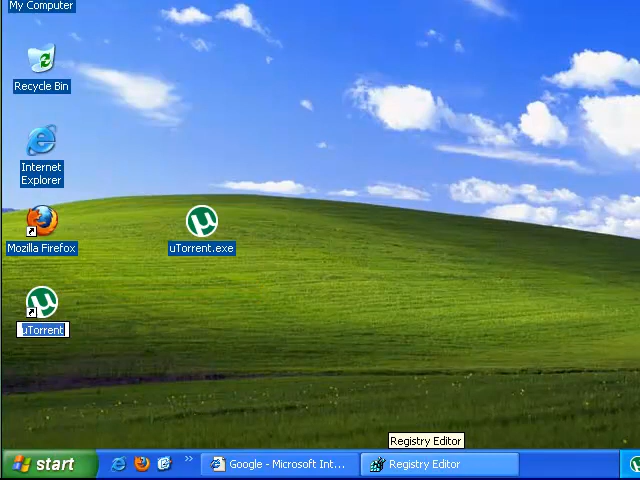 My Computer
Recycle Bin
Internet
Explorer
Mozilla Firefox
uTorrent.exe
uTorrent
Registry Editor
start
Google - Microsoft Int...
Registry Editor